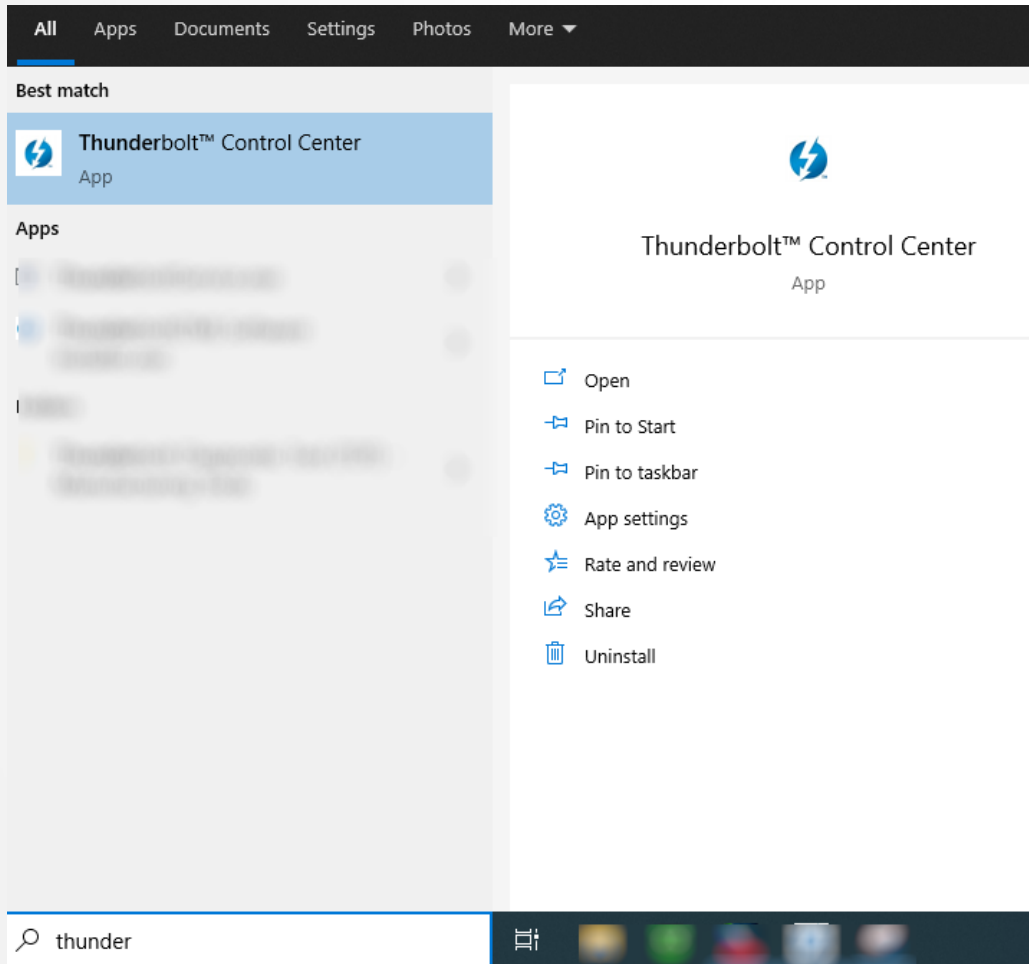 All Apps Documents Settings Photos More
Best match
Thunderbolt™ Control Center
App
Apps
Thunderbolt™ Control Center
App
Open
Pin to Start
Pin to taskbar
App settings
Rate and review
Share
Uninstall
thunder